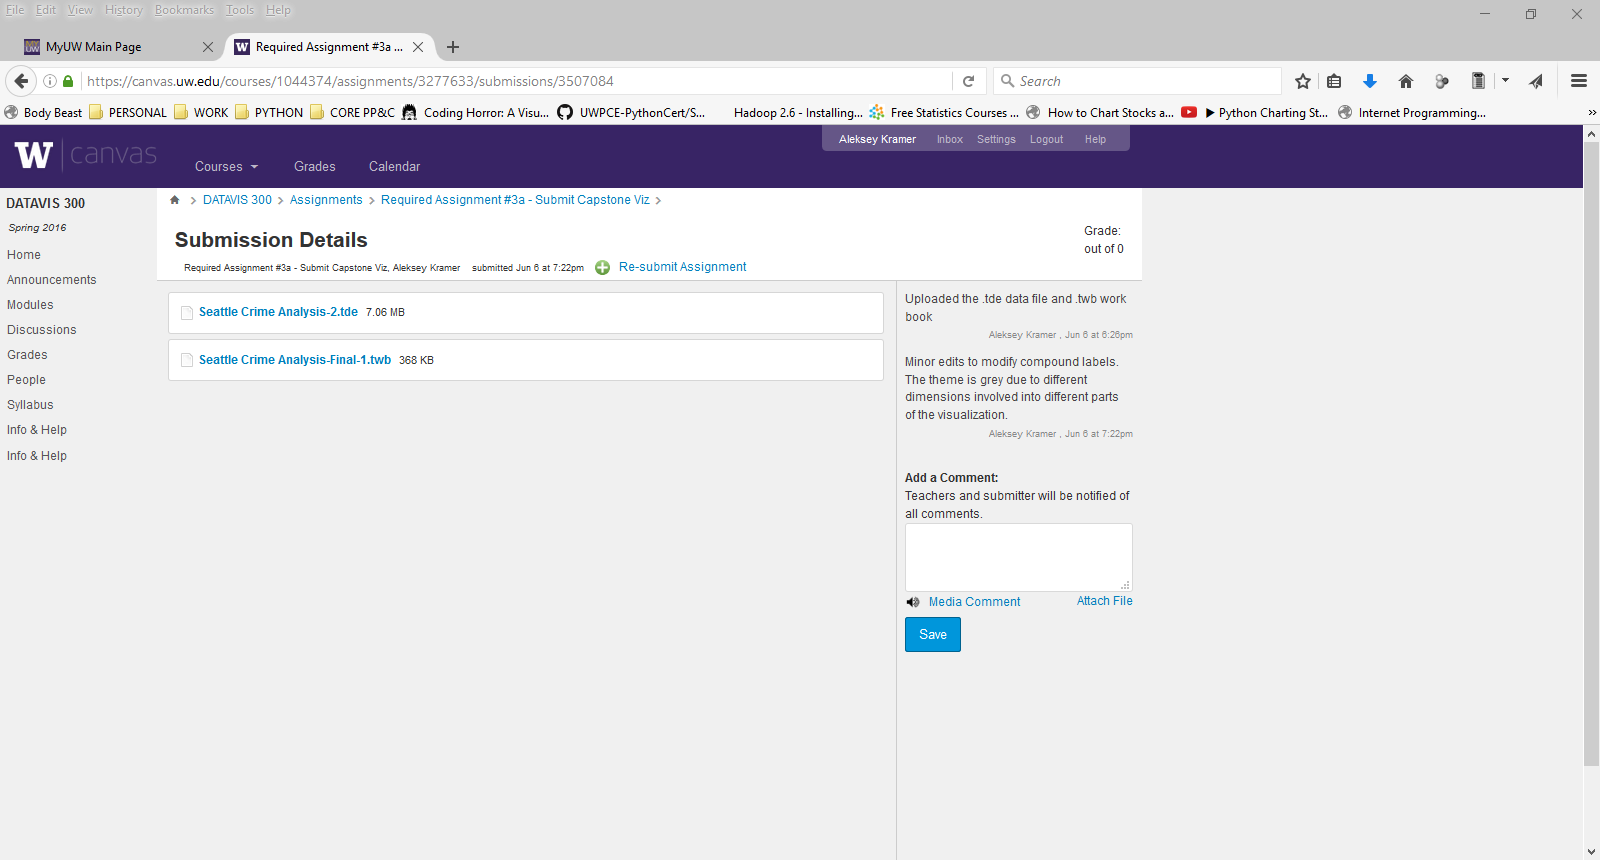 File Edit View History Bookmarks Tools Help
MyUW Main Page
Required Assignment #3a ...
https://canvas.uw.edu/courses/1044374/assignments/3277633/submissions/3507084
Search
Body Beast PERSONAL WORK PYTHON CORE PP&C Coding Horror: A Visu... UWPCE-PythonCert/S... Hadoop 2.6 - Installing... Free Statistics Courses ... How to Chart Stocks a... ▶ Python Charting St... Internet Programming... »
W canvas
Courses Grades Calendar
Aleksey Kramer Inbox Settings Logout Help
DATAVIS 300
Spring 2016
Home
Announcements
Modules
Discussions
Grades
People
Syllabus
Info & Help
Info & Help
DATAVIS 300 Assignments Required Assignment #3a - Submit Capstone Viz
Submission Details
Required Assignment #3a - Submit Capstone Viz, Aleksey Kramer submitted Jun 6 at 7:22pm Re-submit Assignment
Grade:
out of 0
Seattle Crime Analysis-2.tde 7.06 MB
Seattle Crime Analysis-Final-1.twb 368 KB
Uploaded the .tde data file and .twb work
book
Aleksey Kramer , Jun 6 at 6:26pm
Minor edits to modify compound labels.
The theme is grey due to different
dimensions involved into different parts
of the visualization.
Aleksey Kramer , Jun 6 at 7:22pm
Add a Comment:
Teachers and submitter will be notified of
all comments.
Media Comment Attach File
Save